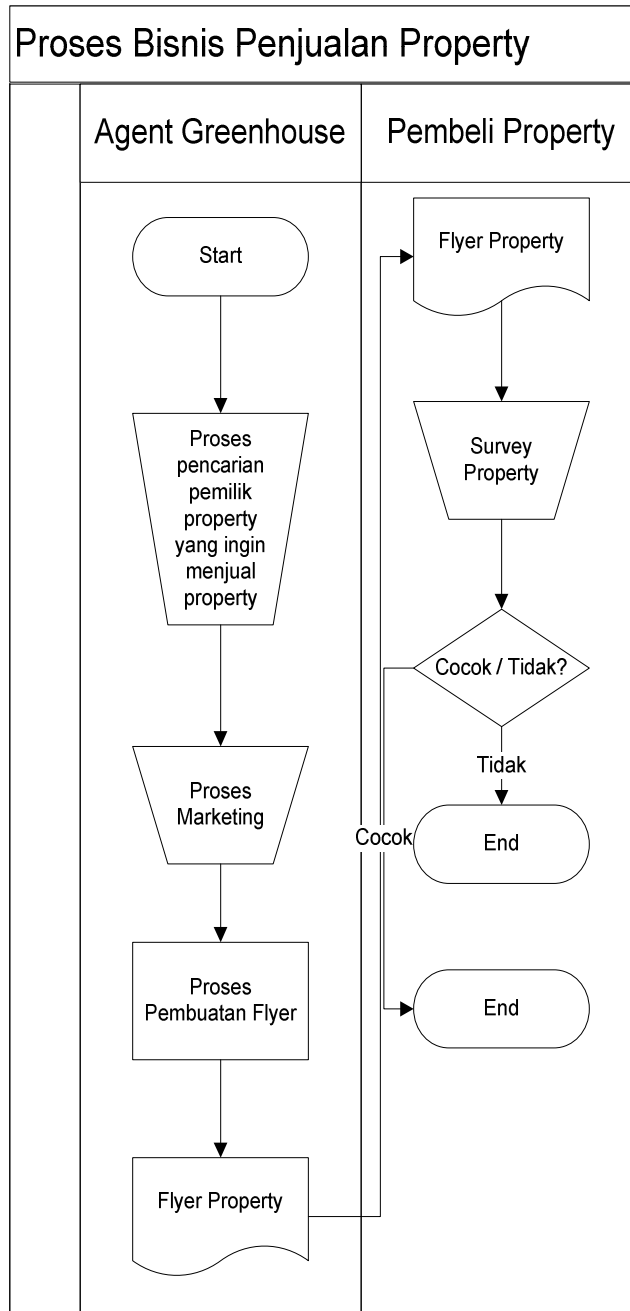 Proses Bisnis Penjualan Property
Agent Greenhouse
Pembeli Property
Start
Proses
pencarian
pemilik
property
yang ingin
menjual
property
Proses
Marketing
Proses
Pembuatan Flyer
Flyer Property
Flyer Property
Survey
Property
Cocok / Tidak?
Tidak
Cocok
End
End